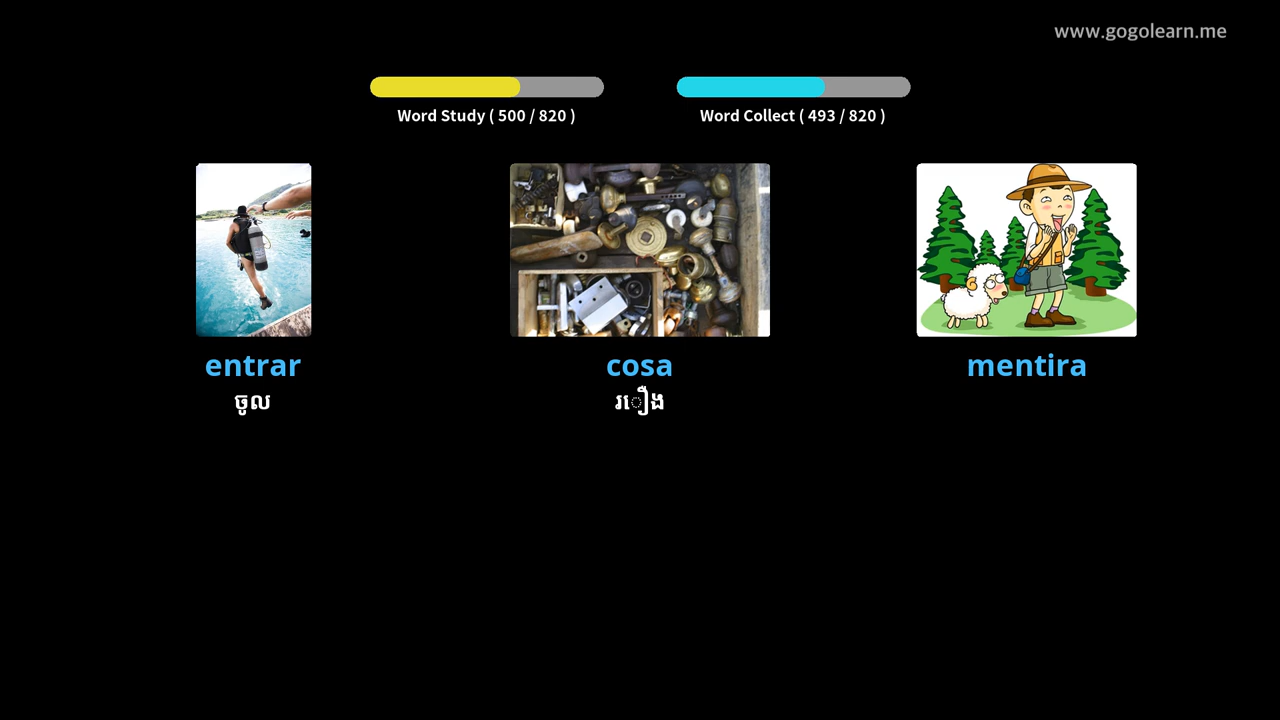 www.gogolearn.me
Word Study ( 500 / 820 )
Word Collect ( 493 / 820 )
entrar
cosa
mentira
ចូល
រឿង